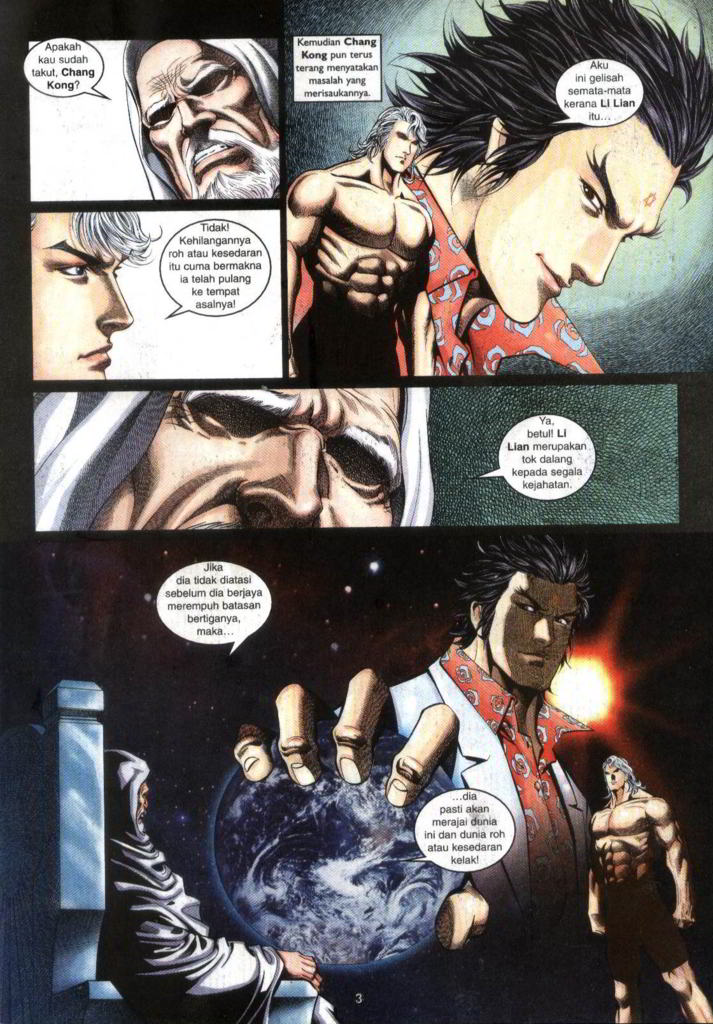 Apakah
kau sudah
takut, Chang
Kong?
Kemudian Chang
Kong pun terus
terang menyatakan
masalah yang
merisaukannya.
Aku
ini gelisah
semata-mata
kerana Li Lian
itu...
Tidak!
Kehilangannya
roh atau kesedaran
itu cuma bermakna
ia telah pulang
ke tempat
asalnya!
Ya,
betul! Li
Lian merupakan
tok dalang
kepada segala
kejahatan.
Jika
dia tidak diatasi
sebelum dia berjaya
merempuh batasan
bertiganya,
maka...
...dia
pasti akan
merajai dunia
ini dan dunia roh
atau kesedaran
kelak!
3